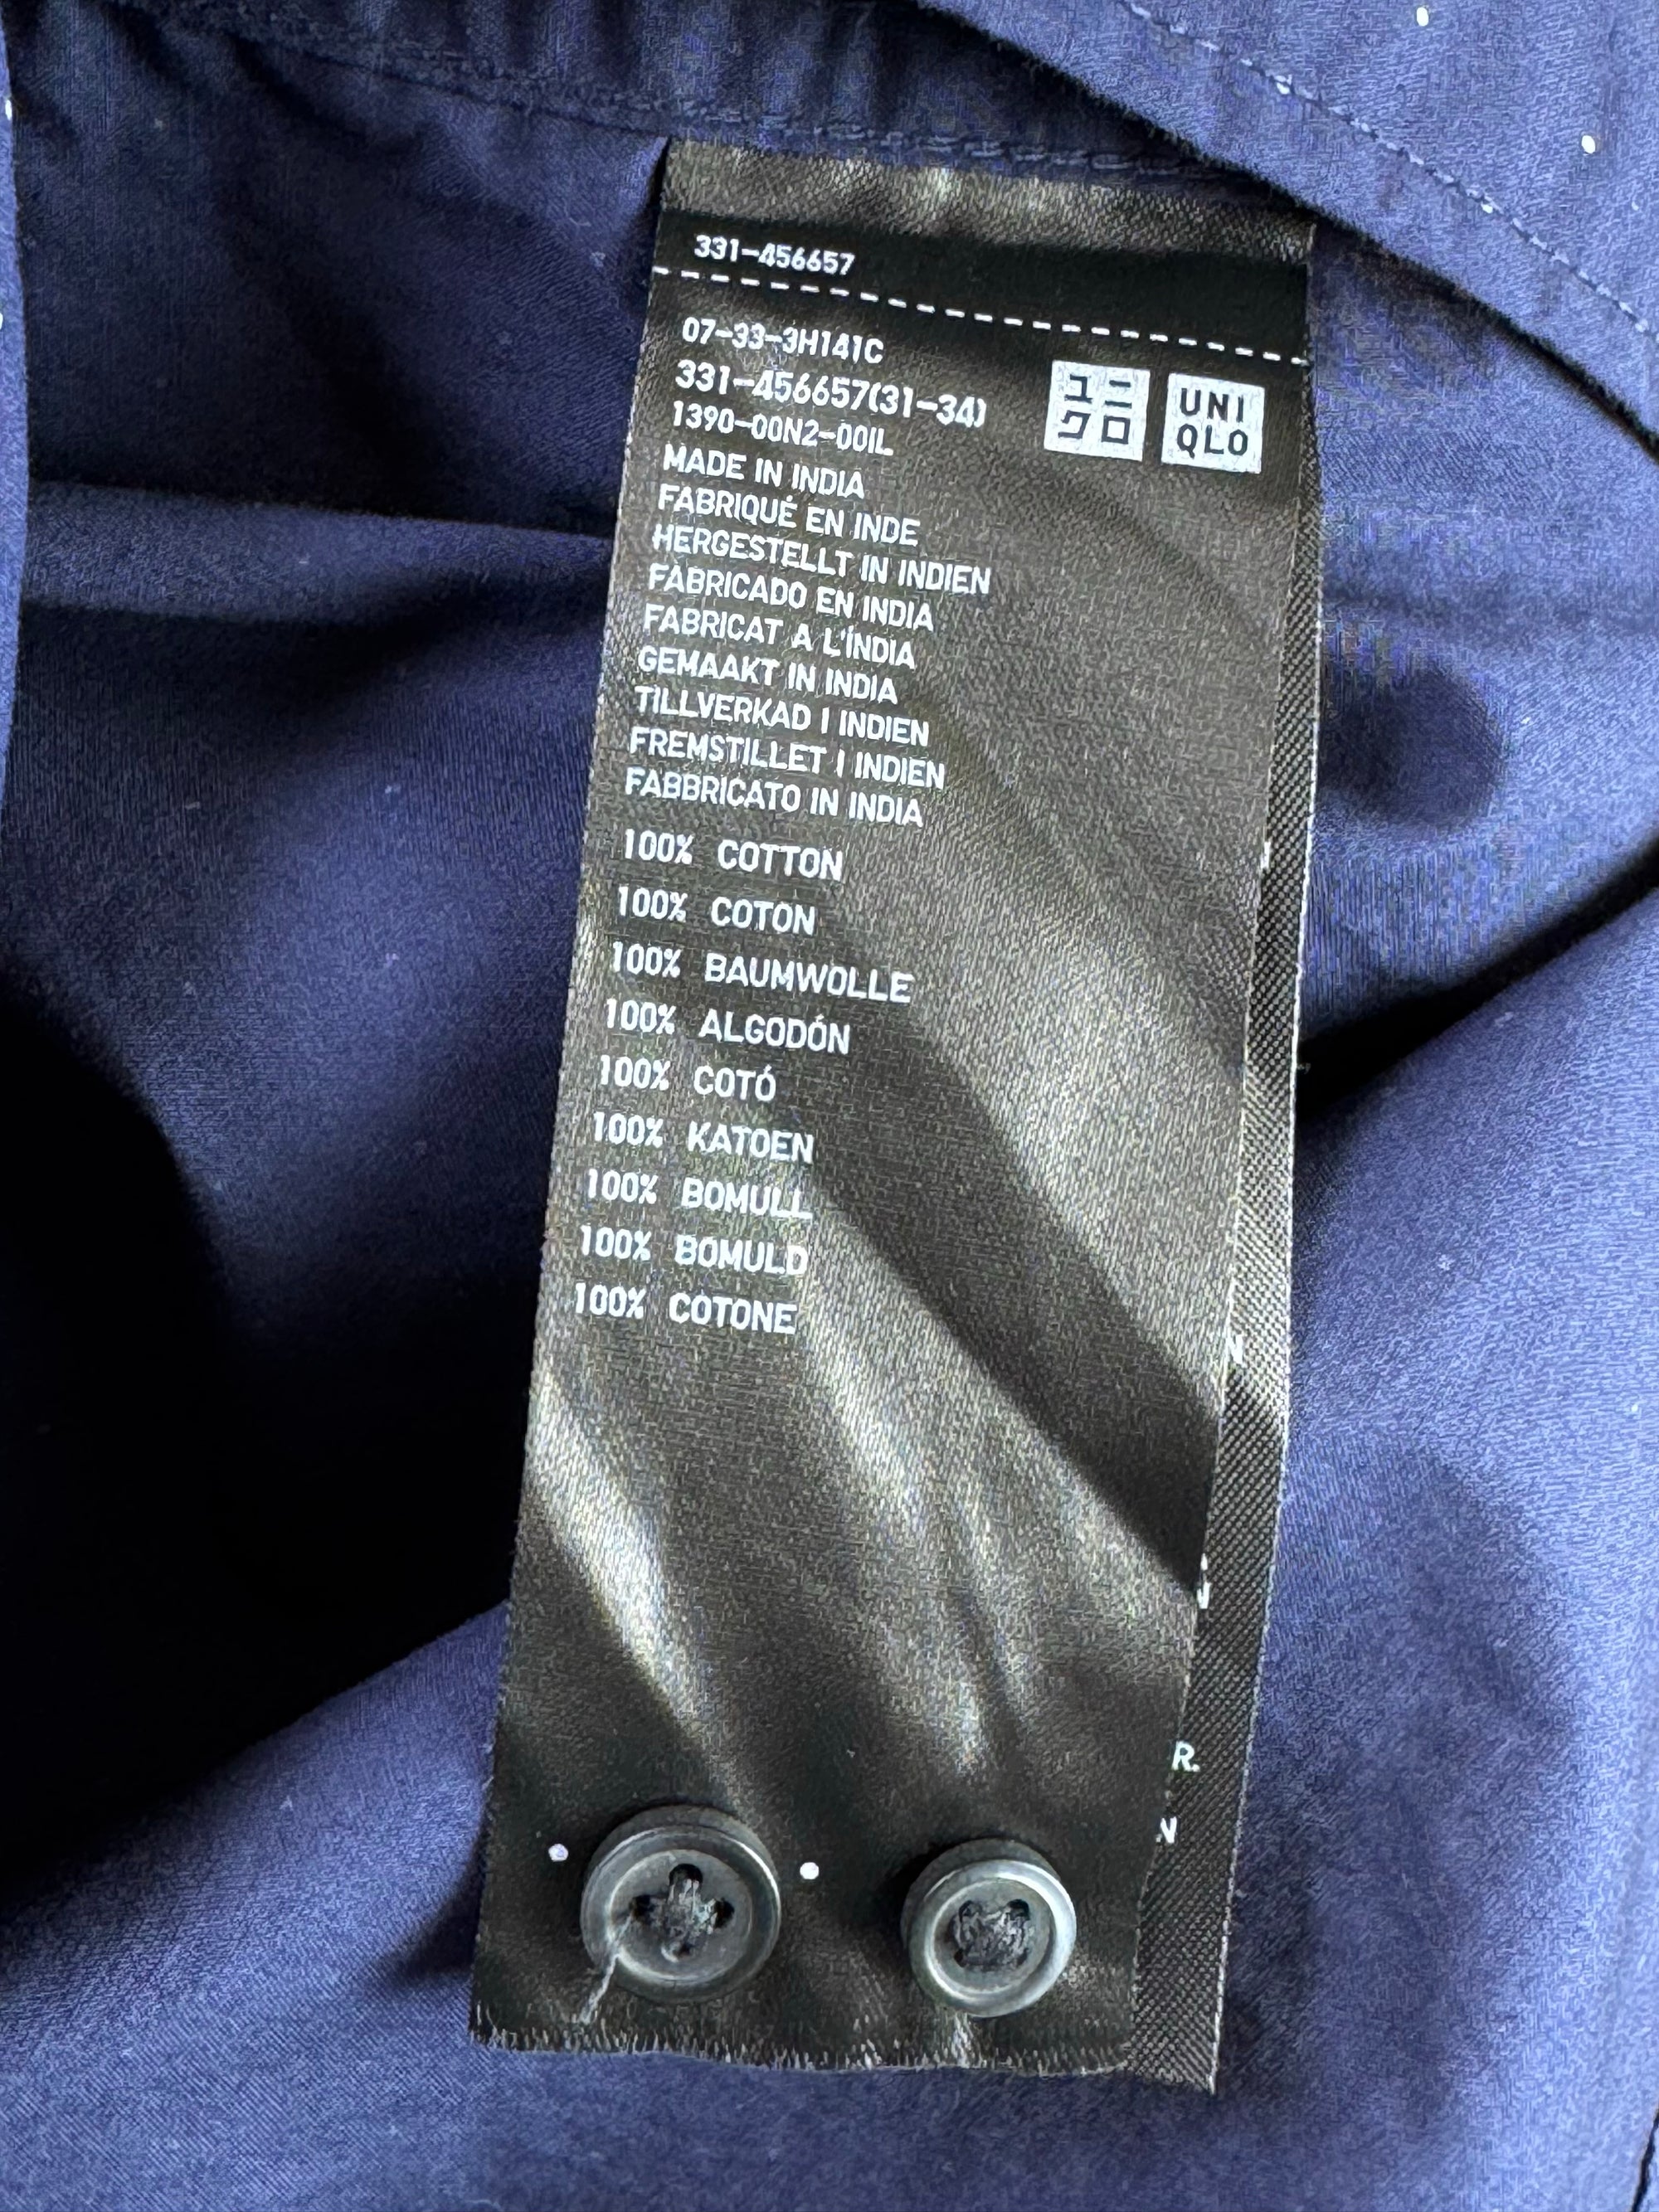 331-456657
07-33-3H141C
331-456657(31-34)
1390-00N2-00IL
ユニ
クロ
UNI
QLO
MADE IN INDIA
FABRIQUÉ EN INDE
HERGESTELLT IN INDIEN
FABRICADO EN INDIA
FABRICAT A L'ÍNDIA
GEMAAKT IN INDIA
TILLVERKAD I INDIEN
FREMSTILLET I INDIEN
FABBRICATO IN INDIA
100% COTTON
100% COTON
100% BAUMWOLLE
100% ALGODÓN
100% COTÓ
100% KATOEN
100% BOMULL
100% BOMULD
100% COTONE
N
R.
N